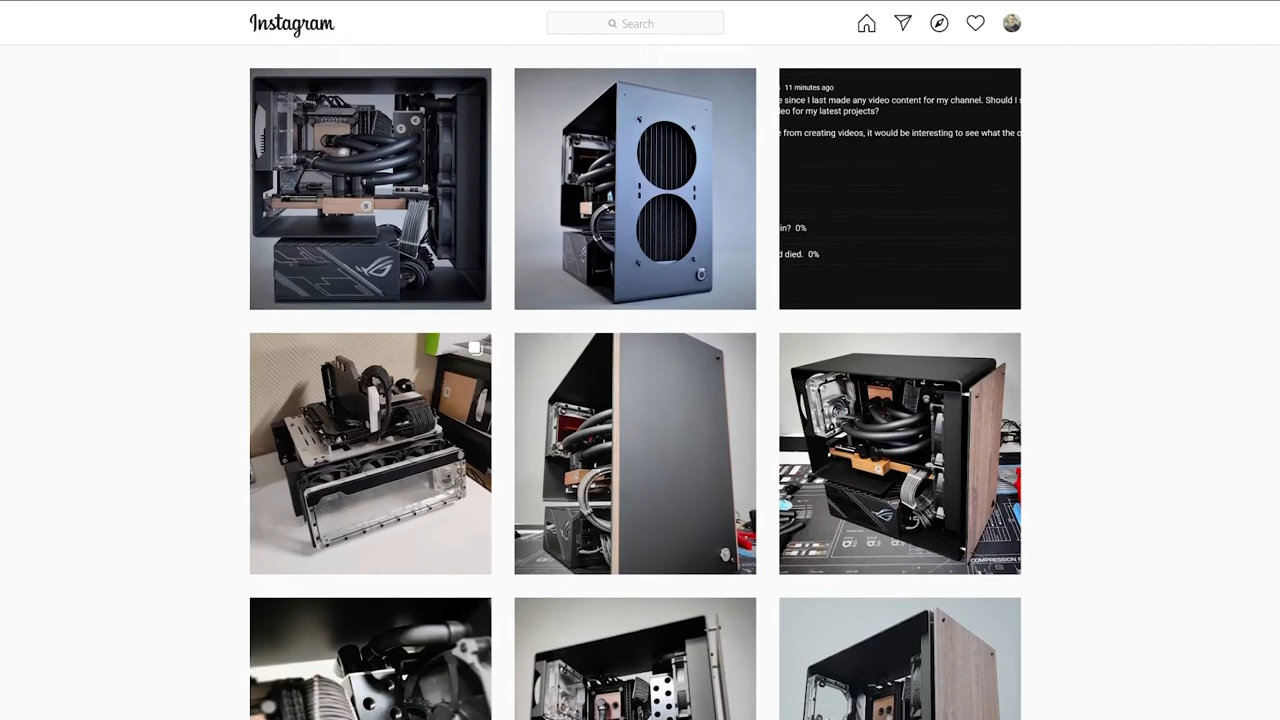 Instagram
Search
11 minutes ago
e since I last made any video content for my channel. Should I s
eo for my latest projects?
e from creating videos, it would be interesting to see what the c
in? 0%
d died. 0%
COMPRESSION F